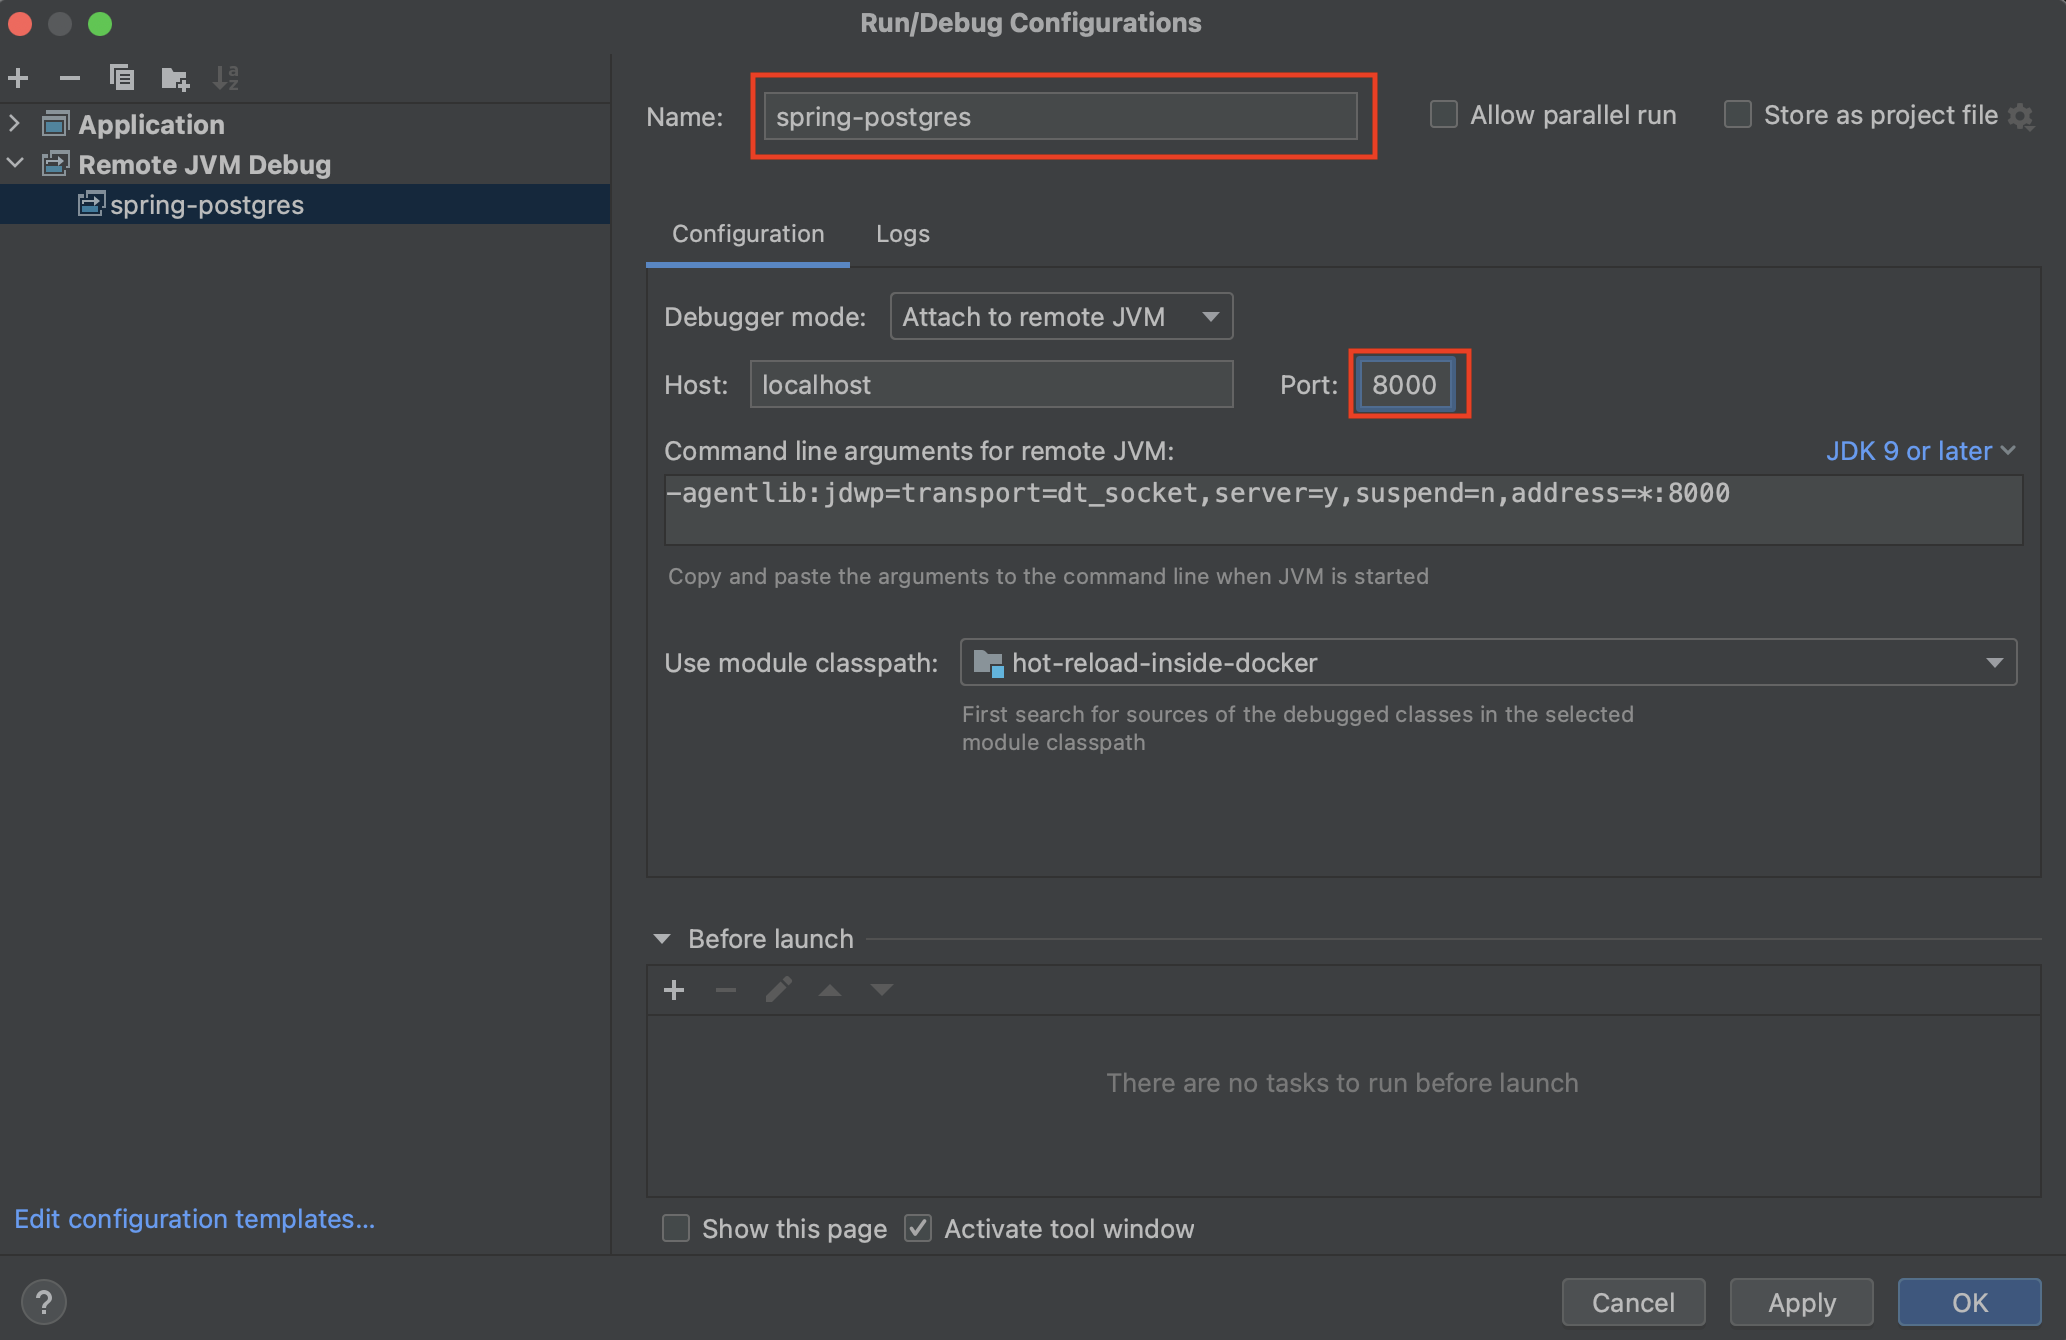 Run/Debug Configurations
Application
Remote JVM Debug
spring-postgres
Name: spring-postgres
Allow parallel run
Store as project file
Configuration
Logs
Debugger mode: Attach to remote JVM
Host: localhost
Port: 8000
Command line arguments for remote JVM:
JDK 9 or later
-agentlib:jdwp=transport=dt_socket,server=y,suspend=n,address=*:8000
Copy and paste the arguments to the command line when JVM is started
Use module classpath: hot-reload-inside-docker
First search for sources of the debugged classes in the selected
module classpath
Before launch
There are no tasks to run before launch
Show this page
Activate tool window
Edit configuration templates...
?
Cancel
Apply
OK